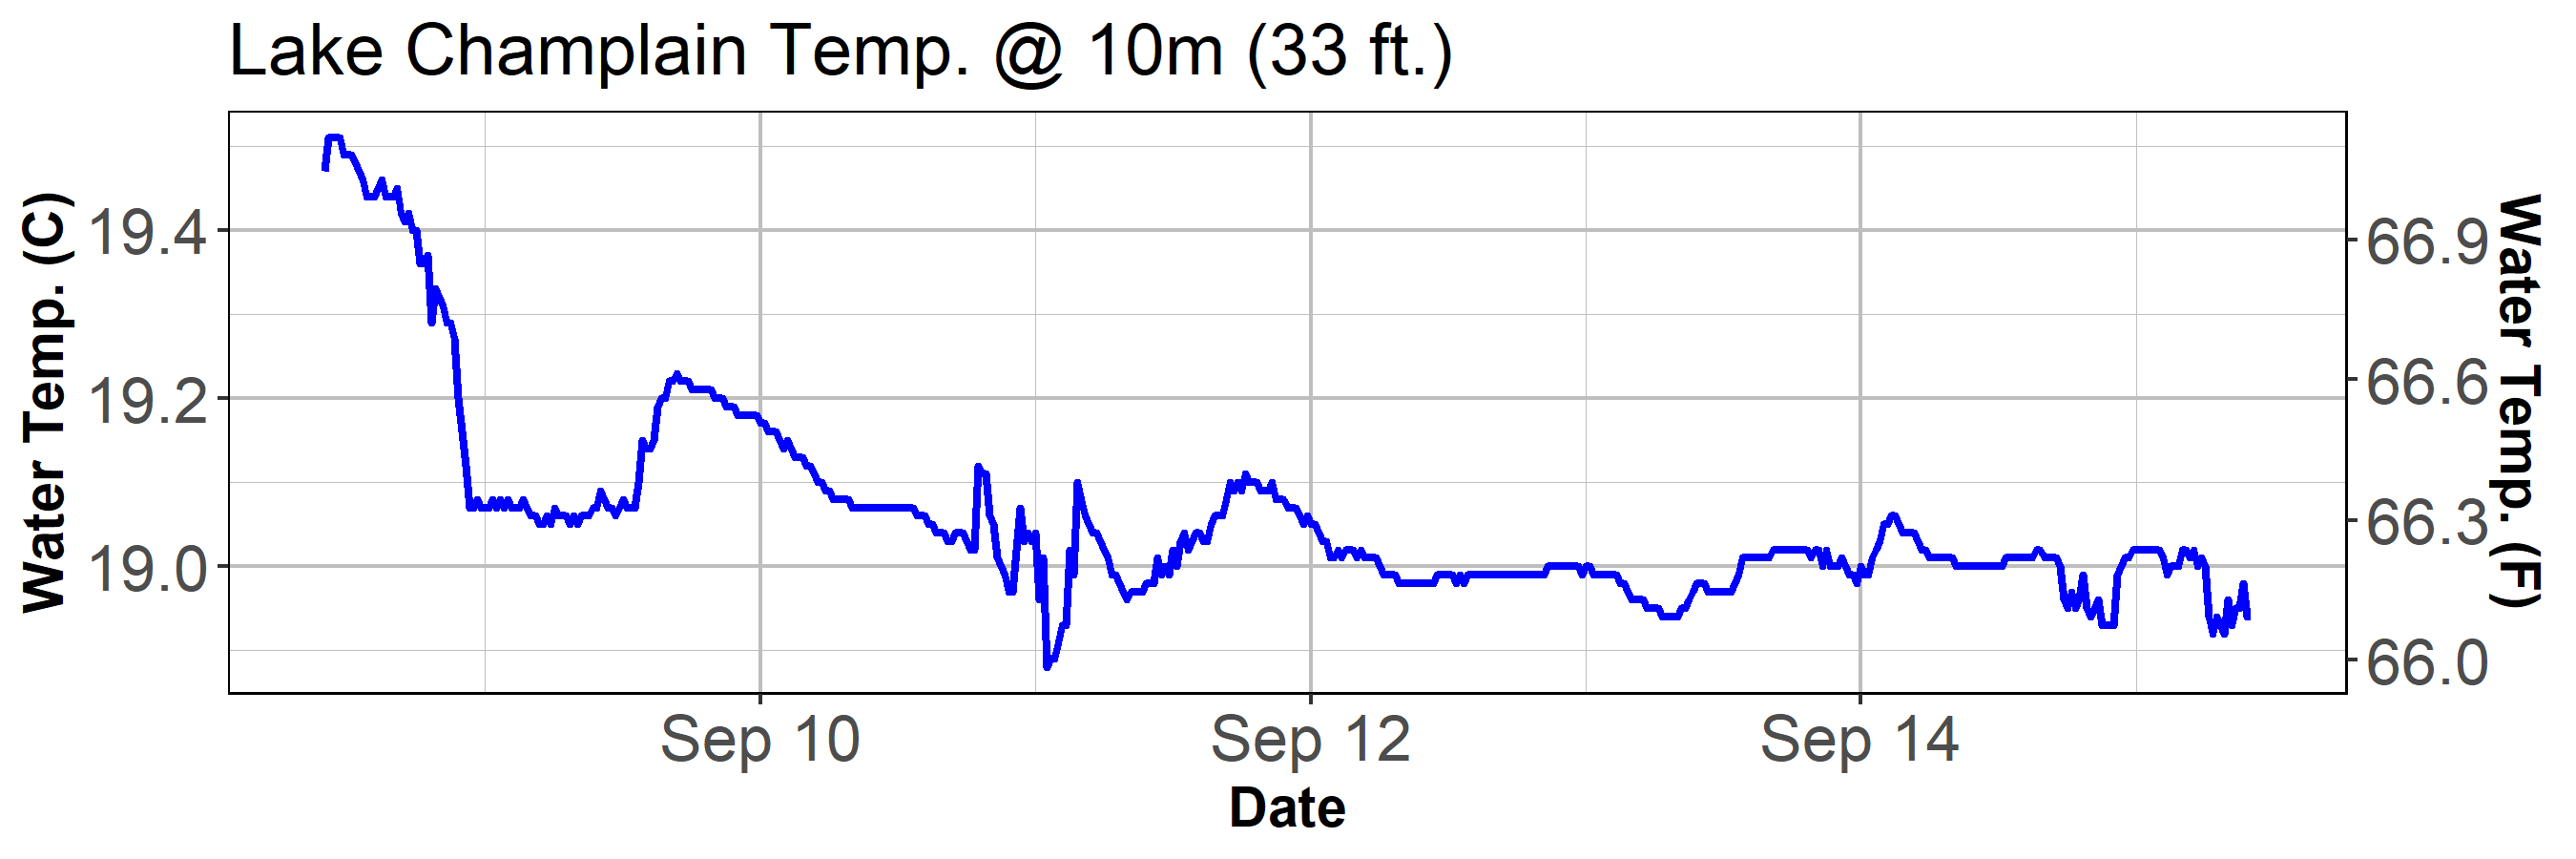 Lake Champlain Temp. @ 10m (33 ft.)
Water Temp. (C)
19.4
19.2
19.0
66.9
66.6
66.3
66.0
Water Temp. (F)
Sep 10
Sep 12
Sep 14
Date